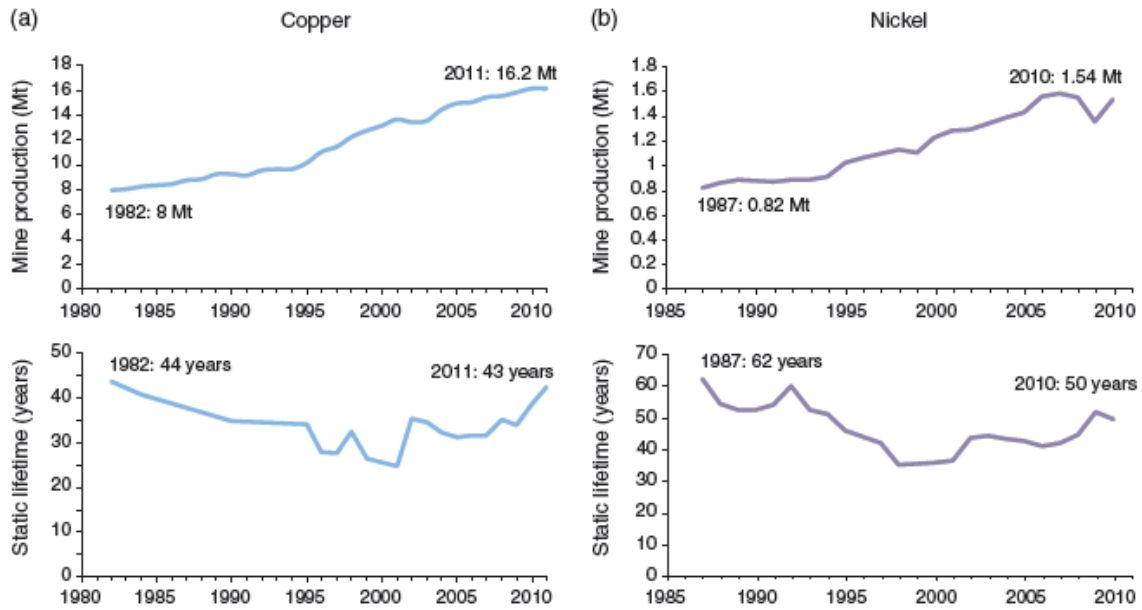 (a)
Copper
Mine production (Mt)
18
16
14
12
10
8
6
4
2
0
2011: 16.2 Mt
1982: 8 Mt
1980 1985 1990 1995 2000 2005 2010
Static lifetime (years)
50
40
30
20
10
0
1982: 44 years
2011: 43 years
1980 1985 1990 1995 2000 2005 2010
(b)
Nickel
Mine production (Mt)
1.8
1.6
1.4
1.2
1
0.8
0.6
0.4
0.2
0
2010: 1.54 Mt
1987: 0.82 Mt
1985 1990 1995 2000 2005 2010
Static lifetime (years)
70
60
50
40
30
20
10
0
1987: 62 years
2010: 50 years
1985 1990 1995 2000 2005 2010